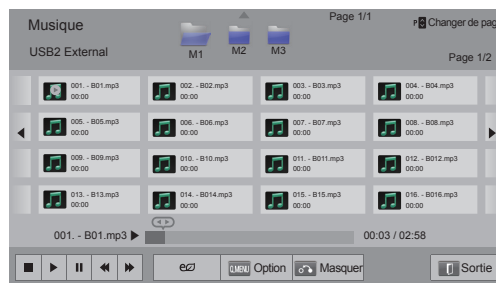 Musique
Page 1/1
P Changer de pag
USB2 External
M1 M2 M3
Page 1/2
001. - B01.mp3 002. - B02.mp3 003. - B03.mp3 004. - B04.mp3
00:00 00:00 00:00 00:00
005. - B05.mp3 006. - B06.mp3 007. - B07.mp3 008. - B08.mp3
00:00 00:00 00:00 00:00
009. - B09.mp3 010. - B10.mp3 011. - B011.mp3 012. - B012.mp3
00:00 00:00 00:00 00:00
013. - B13.mp3 014. - B014.mp3 015. - B15.mp3 016. - B016.mp3
00:00 00:00 00:00 00:00
001. - B01.mp3 00:03 / 02:58
Q.MENU Option Masquer Sortie